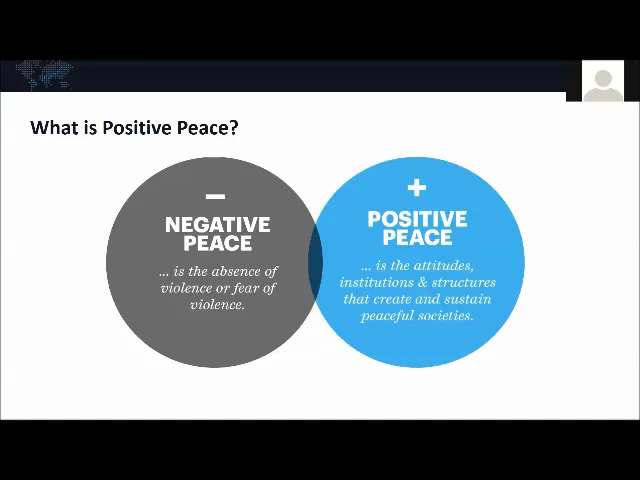 What is Positive Peace?
NEGATIVE
PEACE
... is the absence of
violence or fear of
violence.
+
POSITIVE
PEACE
... is the attitudes,
institutions & structures
that create and sustain
peaceful societies.